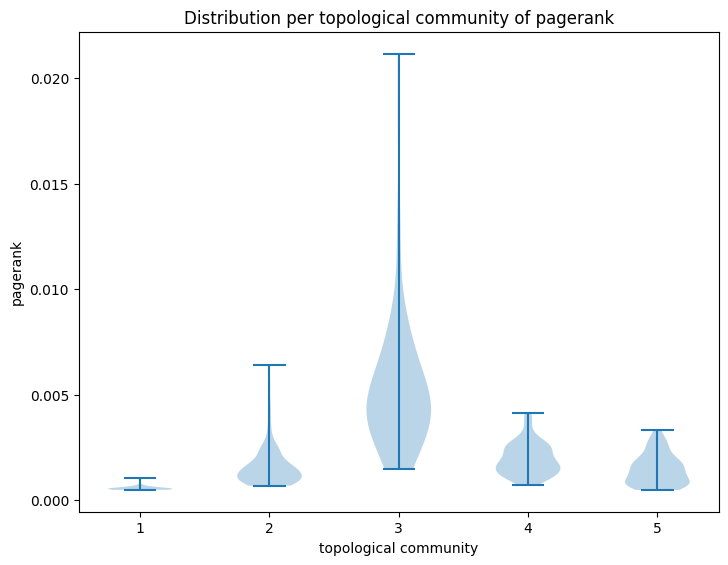 Distribution per topological community of pagerank
0.020
0.015
0.010
0.005
0.000
pagerank
1 2 3 4 5
topological community